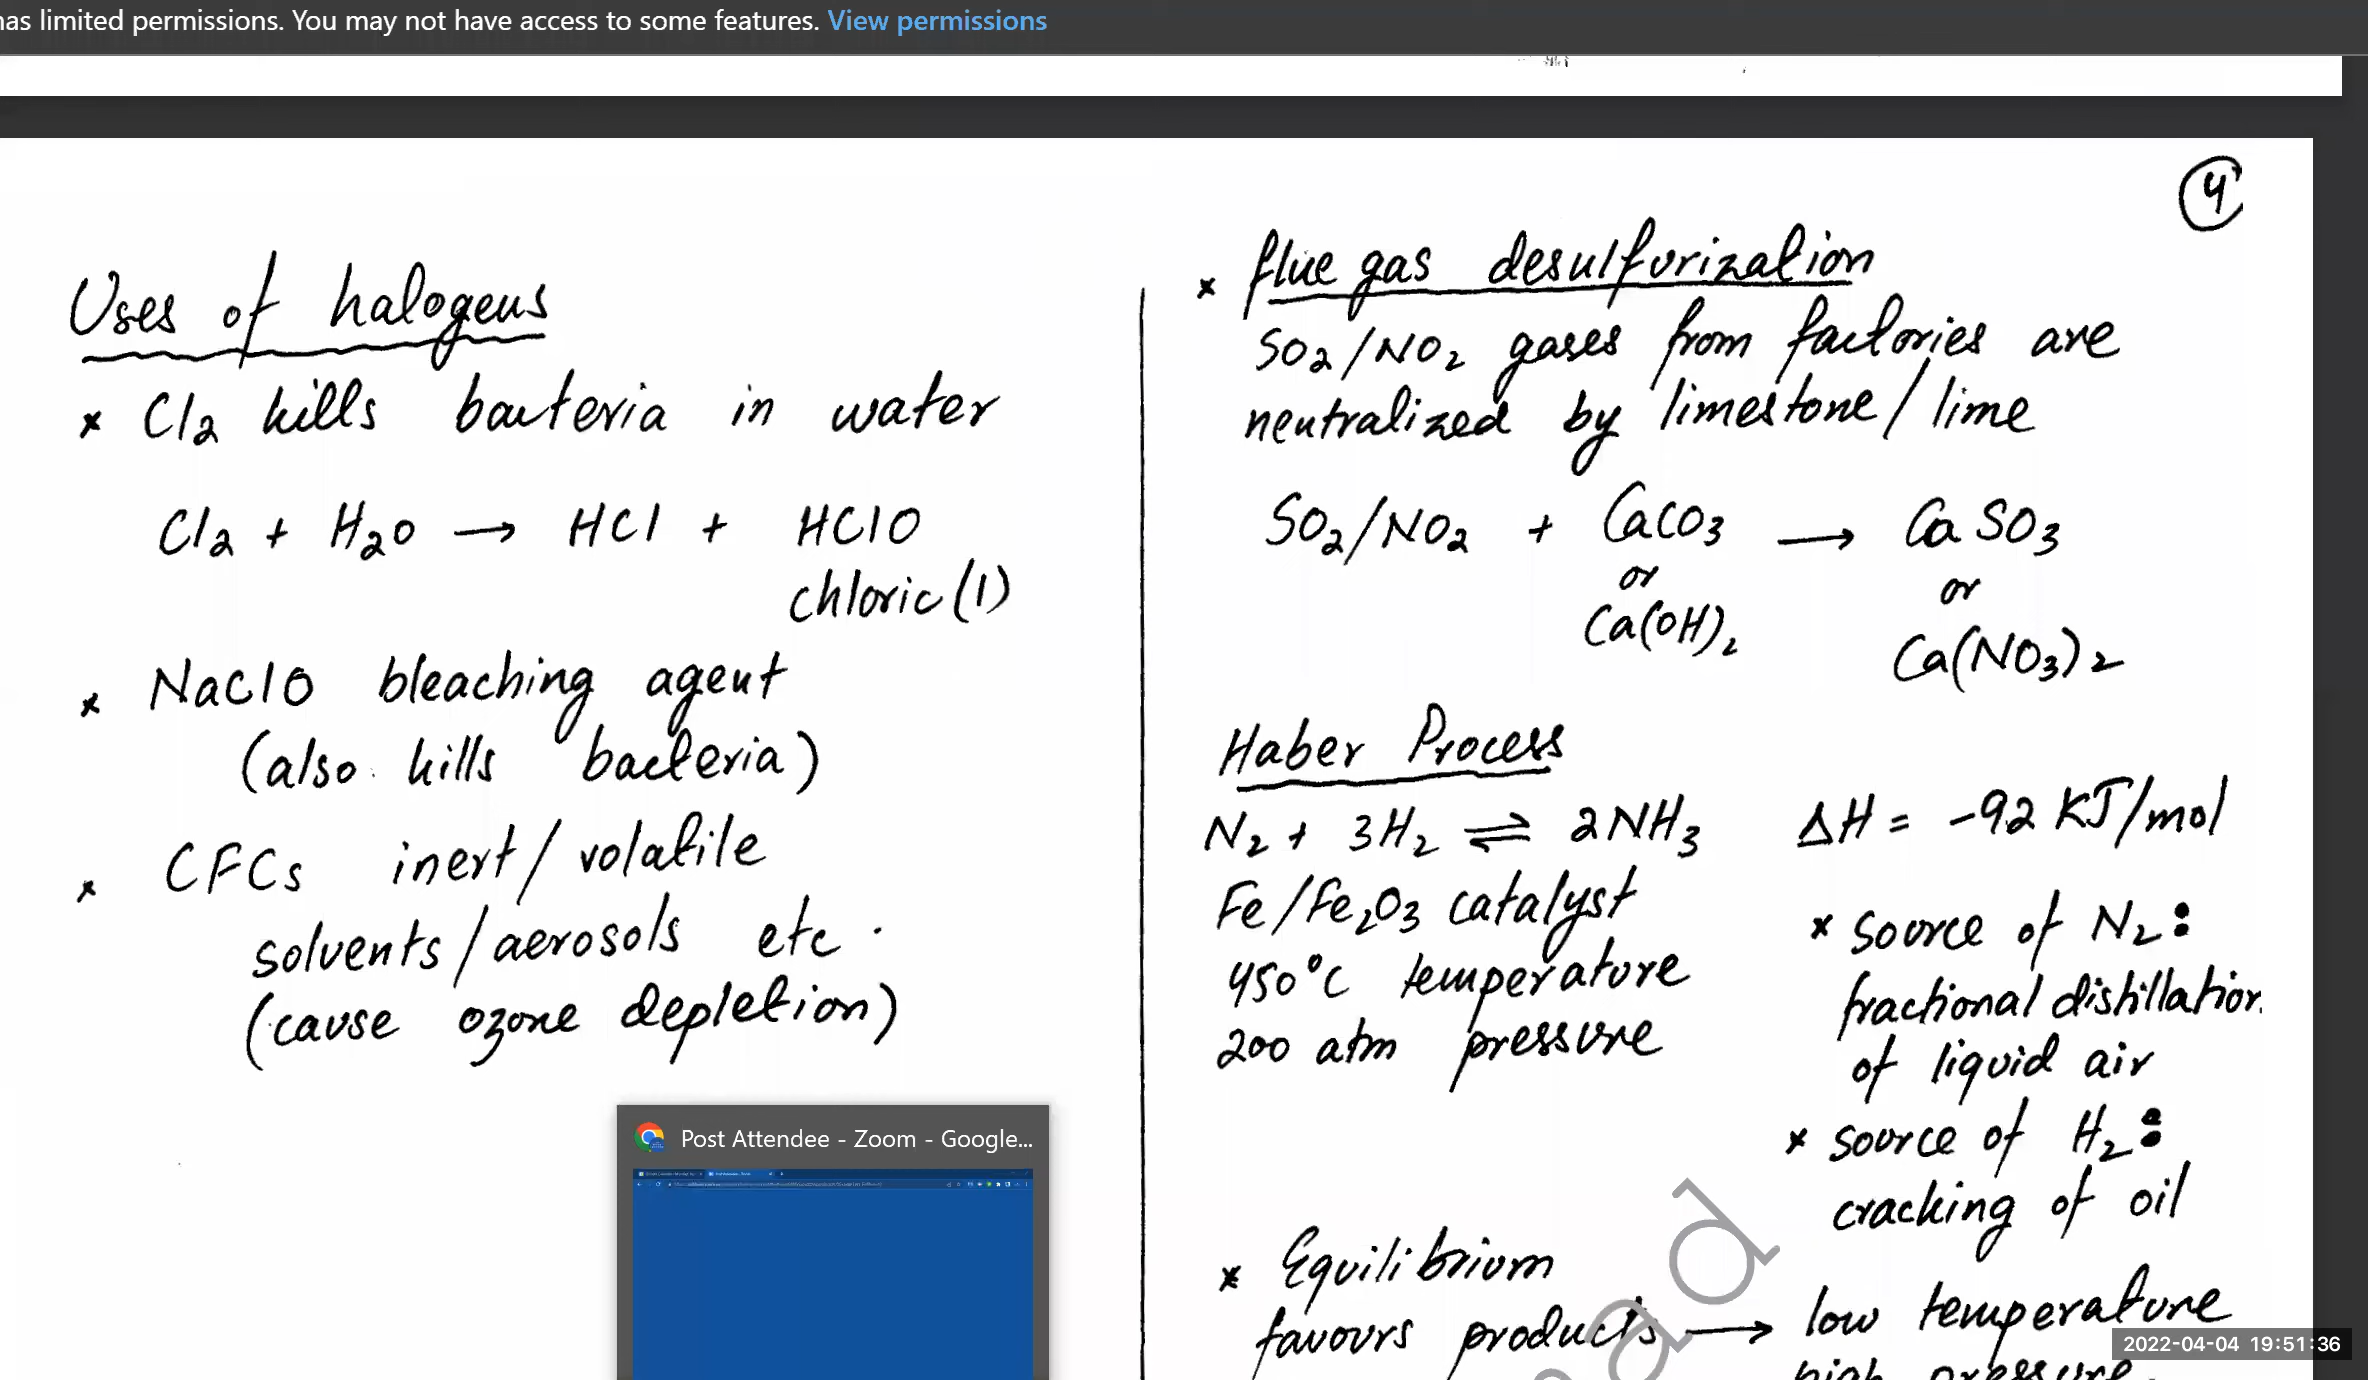 has limited permissions. You may not have access to some features. View permissions
4
Uses of halogens
x Cl2 kills bacteria in water
Cl2 + H2O → HCl + HClO
chloric (1)
x NaClO bleaching agent
(also kills bacteria)
x CFCs inert/volatile
solvents/aerosols etc.
(cause ozone depletion)
Post Attendee - Zoom - Google...
x flue gas desulfurization
SO2/NO2 gases from factories are
neutralized by limestone/lime
SO2/NO2 + CaCO3 → CaSO3
or or
Ca(OH)2 Ca(NO3)2
Haber Process
N2 + 3H2 ⇌ 2NH3 ΔH = -92 KJ/mol
Fe/Fe2O3 catalyst
450°C temperature
200 atm pressure
x source of N2:
fractional distillation
of liquid air
x source of H2:
cracking of oil
x Equilibrium
favours products → low temperature
high pressure
2022-04-04 19:51:36